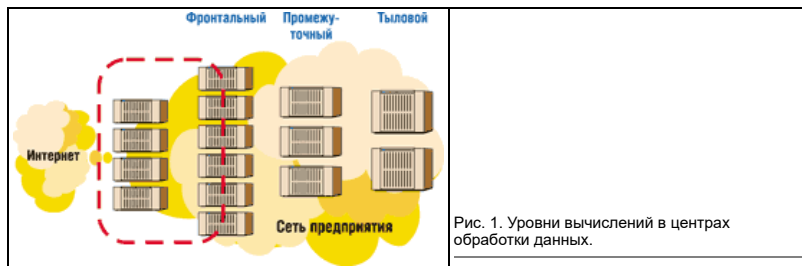 Фронтальный Промежу- Тыловой
точный
Интернет
Сеть предприятия
Рис. 1. Уровни вычислений в центрах
обработки данных.